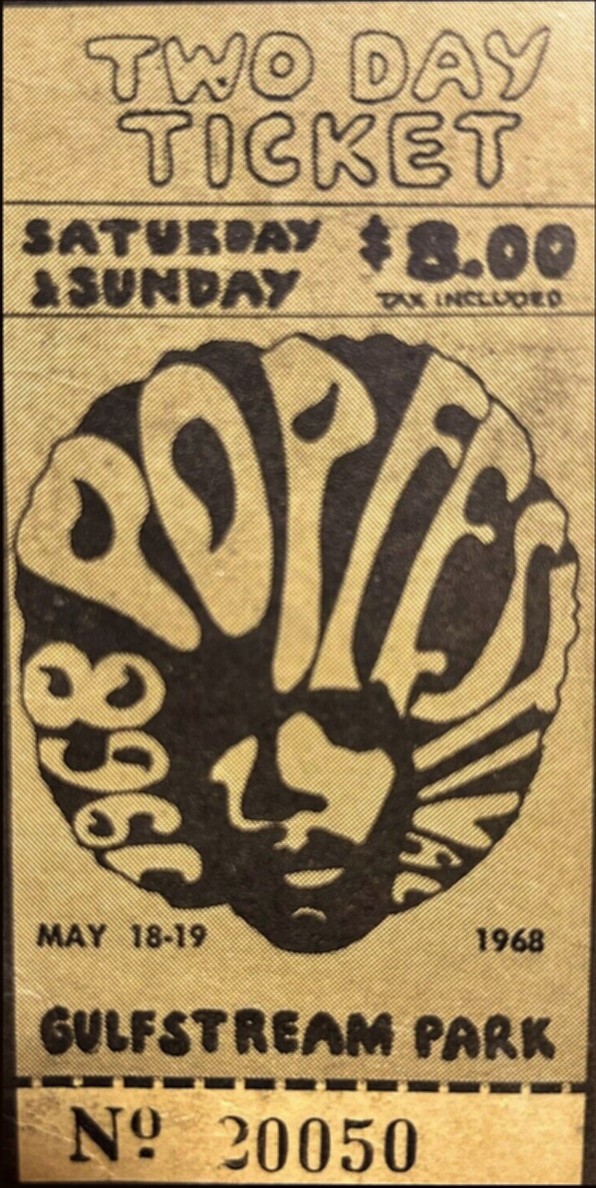 TWO DAY
TICKET
SATURDAY
&SUNDAY
$8.00
TAX INCLUDED
POP FESTIVAL
1968
MAY 18-19
1968
GULFSTREAM PARK
Nº 20050